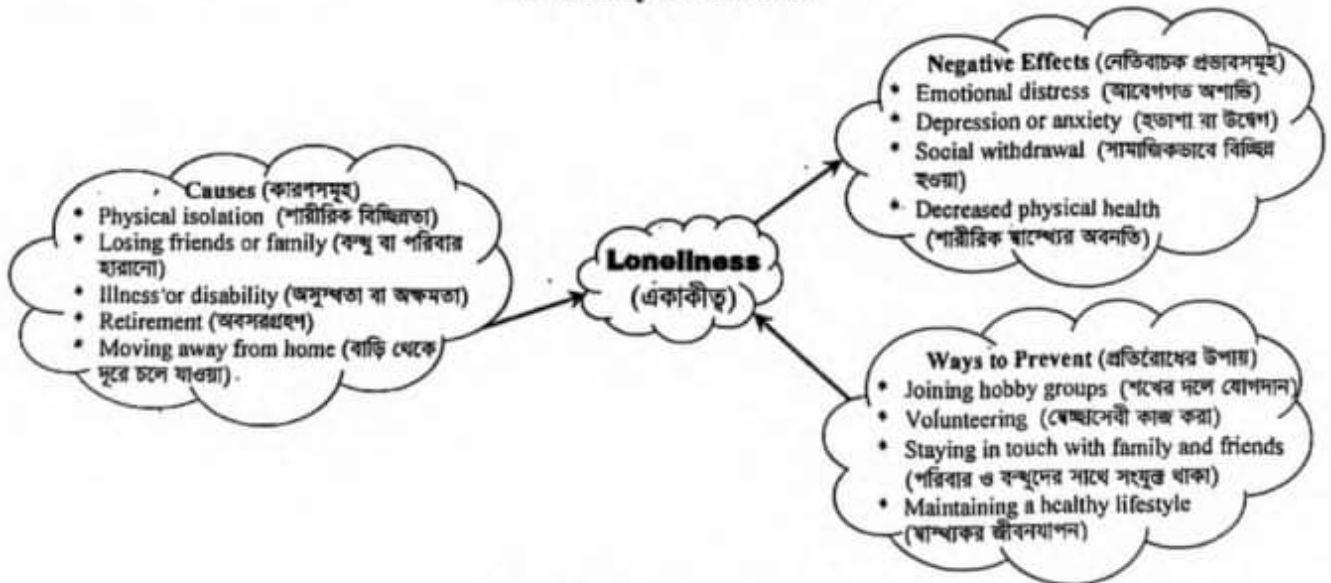 Causes (কারণসমূহ)
* Physical isolation (শারীরিক বিচ্ছিন্নতা)
* Losing friends or family (বন্ধু বা পরিবার
হারানো)
* Illness or disability (অসুস্থতা বা অক্ষমতা)
* Retirement (অবসরগ্রহণ)
* Moving away from home (বাড়ি থেকে
দূরে চলে যাওয়া).
Loneliness
(একাকীত্ব)
Negative Effects (নেতিবাচক প্রভাবসমূহ)
* Emotional distress (আবেগগত অশান্তি)
* Depression or anxiety (হতাশা বা উদ্বেগ)
* Social withdrawal (সামাজিকভাবে বিচ্ছিন্ন
হওয়া)
* Decreased physical health
(শারীরিক স্বাস্থ্যের অবনতি)
Ways to Prevent (প্রতিরোধের উপায়)
* Joining hobby groups (শখের দলে যোগদান)
* Volunteering (স্বেচ্ছাসেবী কাজ করা)
* Staying in touch with family and friends
(পরিবার ও বন্ধুদের সাথে সংযুক্ত থাকা)
* Maintaining a healthy lifestyle
(স্বাস্থ্যকর জীবনযাপন)